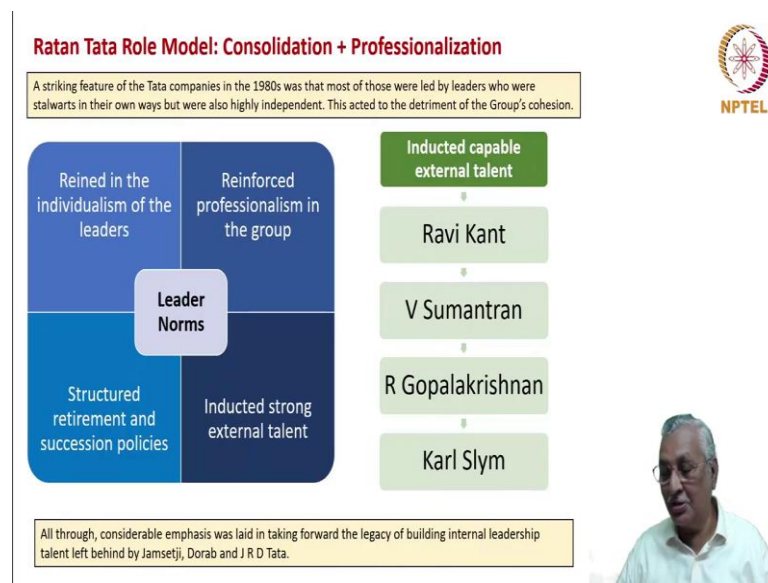 Ratan Tata Role Model: Consolidation + Professionalization
NPTEL
A striking feature of the Tata companies in the 1980s was that most of those were led by leaders who were
stalwarts in their own ways but were also highly independent. This acted to the detriment of the Group's cohesion.
Reined in the
individualism of the
leaders
Reinforced
professionalism in
the group
Leader
Norms
Structured
retirement and
succession policies
Inducted strong
external talent
Inducted capable
external talent
Ravi Kant
V Sumantran
R Gopalakrishnan
Karl Slym
All through, considerable emphasis was laid in taking forward the legacy of building internal leadership
talent left behind by Jamsetji, Dorab and J R D Tata.